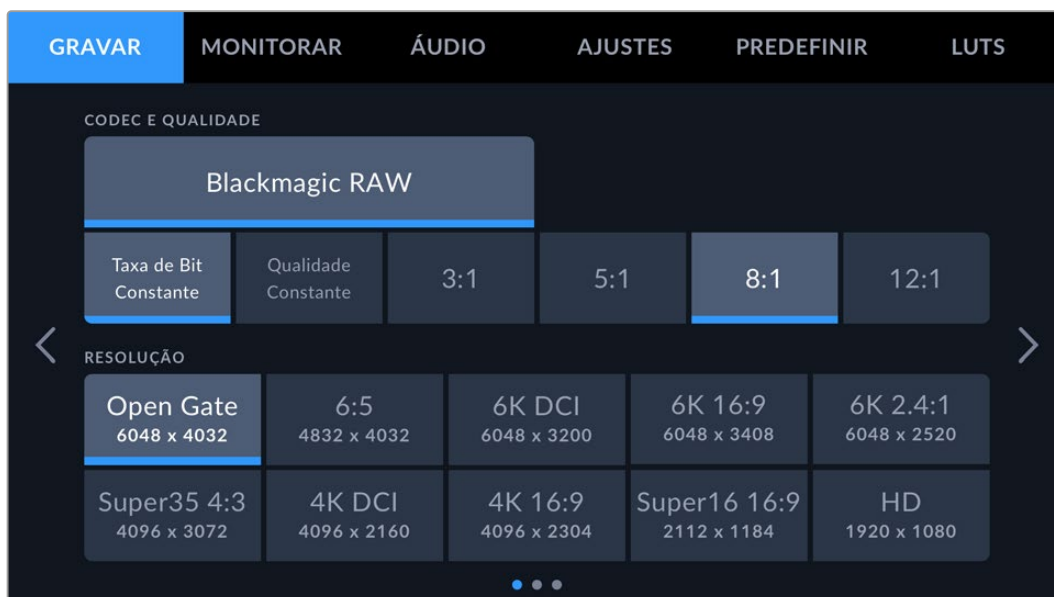 GRAVAR MONITORAR ÁUDIO AJUSTES PREDEFINIR LUTS
CODEC E QUALIDADE
Blackmagic RAW
Taxa de Bit Constante
Qualidade Constante
3:1
5:1
8:1
12:1
RESOLUÇÃO
Open Gate
6048 x 4032
6:5
4832 x 4032
6K DCI
6048 x 3200
6K 16:9
6048 x 3408
6K 2.4:1
6048 x 2520
Super35 4:3
4096 x 3072
4K DCI
4096 x 2160
4K 16:9
4096 x 2304
Super16 16:9
2112 x 1184
HD
1920 x 1080